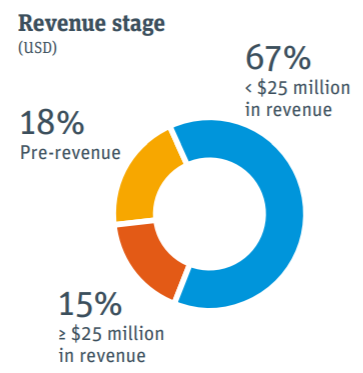 Revenue stage
(USD)
67%
< $25 million
in revenue
18%
Pre-revenue
15%
≥ $25 million
in revenue